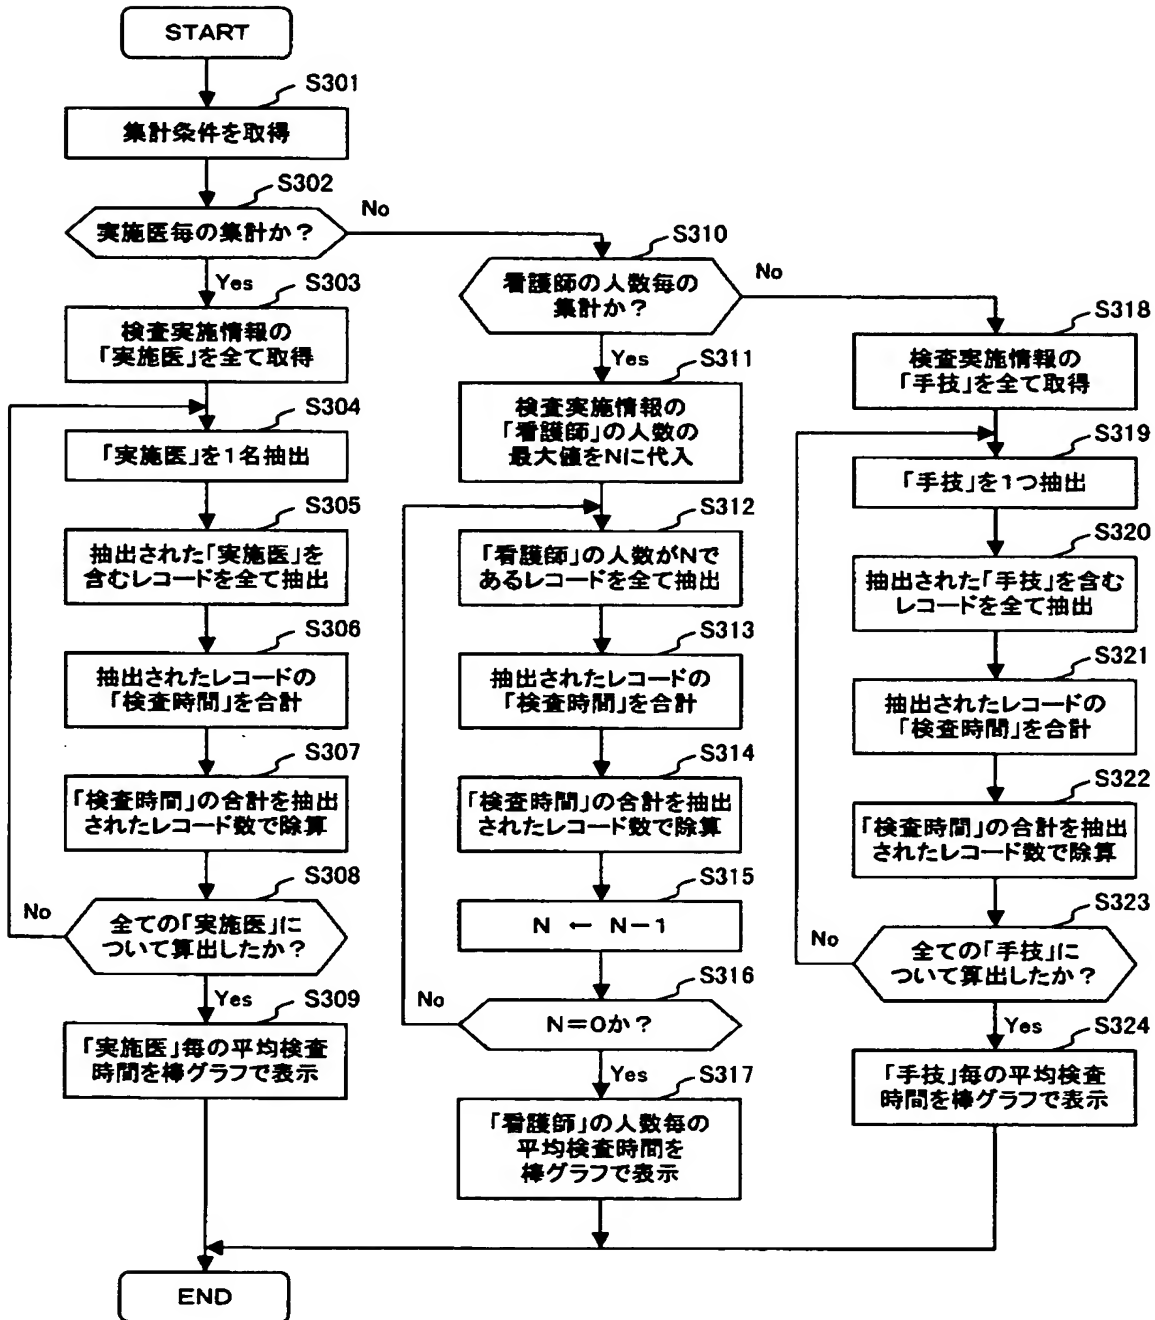 START
S301
集計条件を取得
S302
実施医毎の集計か？
No
Yes
S303
検査実施情報の
「実施医」を全て取得
S304
「実施医」を1名抽出
S305
抽出された「実施医」を
含むレコードを全て抽出
S306
抽出されたレコードの
「検査時間」を合計
S307
「検査時間」の合計を抽出
されたレコード数で除算
S308
全ての「実施医」に
ついて算出したか？
No
Yes
S309
「実施医」毎の平均検査
時間を棒グラフで表示
S310
看護師の人数毎の
集計か？
No
Yes
S311
検査実施情報の
「看護師」の人数の
最大値をNに代入
S312
「看護師」の人数がNで
あるレコードを全て抽出
S313
抽出されたレコードの
「検査時間」を合計
S314
「検査時間」の合計を抽出
されたレコード数で除算
S315
N ← N－1
S316
N＝0か？
No
Yes
S317
「看護師」の人数毎の
平均検査時間を
棒グラフで表示
S318
検査実施情報の
「手技」を全て取得
S319
「手技」を1つ抽出
S320
抽出された「手技」を含む
レコードを全て抽出
S321
抽出されたレコードの
「検査時間」を合計
S322
「検査時間」の合計を抽出
されたレコード数で除算
S323
全ての「手技」に
ついて算出したか？
No
Yes
S324
「手技」毎の平均検査
時間を棒グラフで表示
END